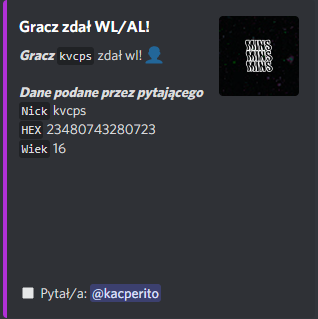 Gracz zdał WL/AL!
Gracz kvcps zdał wl!
Dane podane przez pytającego
Nick kvcps
HEX 23480743280723
Wiek 16
MINS
MINS
MINS
Pytał/a: @kacperito